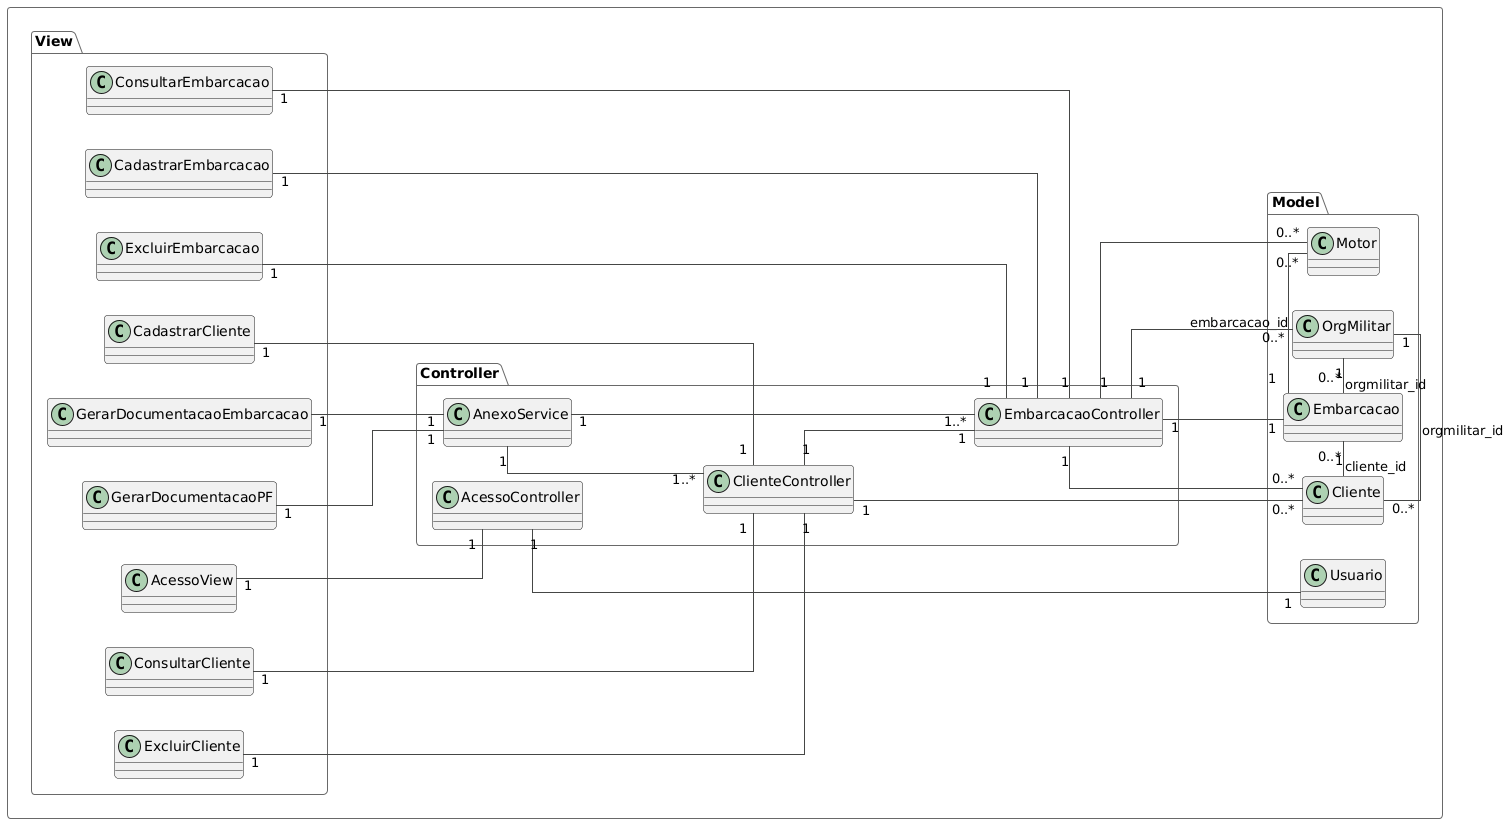 View
C ConsultarEmbarcacao
1
C CadastrarEmbarcacao
1
C ExcluirEmbarcacao
1
C CadastrarCliente
1
C GerarDocumentacaoEmbarcacao
1
C GerarDocumentacaoPF
1
C AcessoView
1
C ConsultarCliente
1
C ExcluirCliente
1
Controller
1
C AnexoService
1
1
1
C AcessoController
1
1
1
1
1..*
C ClienteController
1
1
1
1 1 1 1 1
1..*
C EmbarcacaoController
1
1
1
Model
0..*
C Motor
0..*
embarcacao_id
0..*
C OrgMilitar
1
1
0..*
1
orgmilitar_id
C Embarcacao
1
orgmilitar_id
0..*
1
cliente_id
0..*
C Cliente
0..*
0..*
C Usuario
1